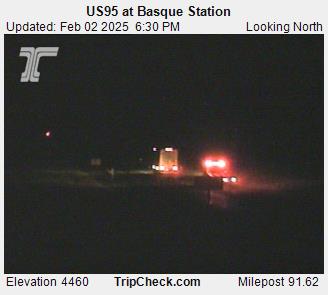 US95 at Basque Station
Updated: Feb 02 2025 6:30 PM Looking North
Elevation 4460 TripCheck.com Milepost 91.62